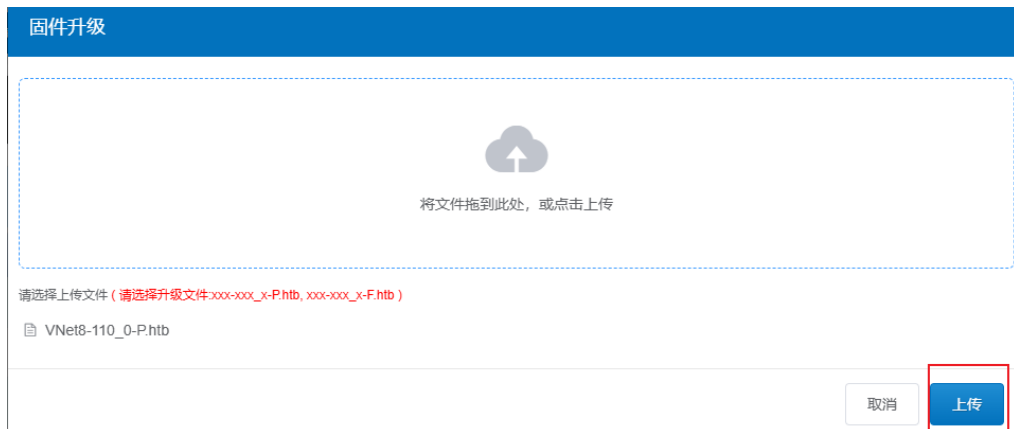 固件升级
将文件拖到此处，或点击上传
请选择上传文件 ( 请选择升级文件:xxx-xxx_x-P.htb, xxx-xxx_x-F.htb )
VNet8-110_0-P.htb
取消 上传